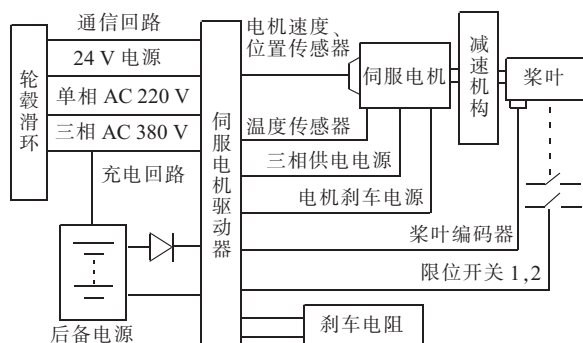 通信回路
24 V 电源
单相 AC 220 V
三相 AC 380 V
充电回路
轮毂滑环
后备电源
伺服电机驱动器
电机速度、
位置传感器
伺服电机
减速机构
桨叶
温度传感器
三相供电电源
电机刹车电源
桨叶编码器
限位开关 1,2
刹车电阻